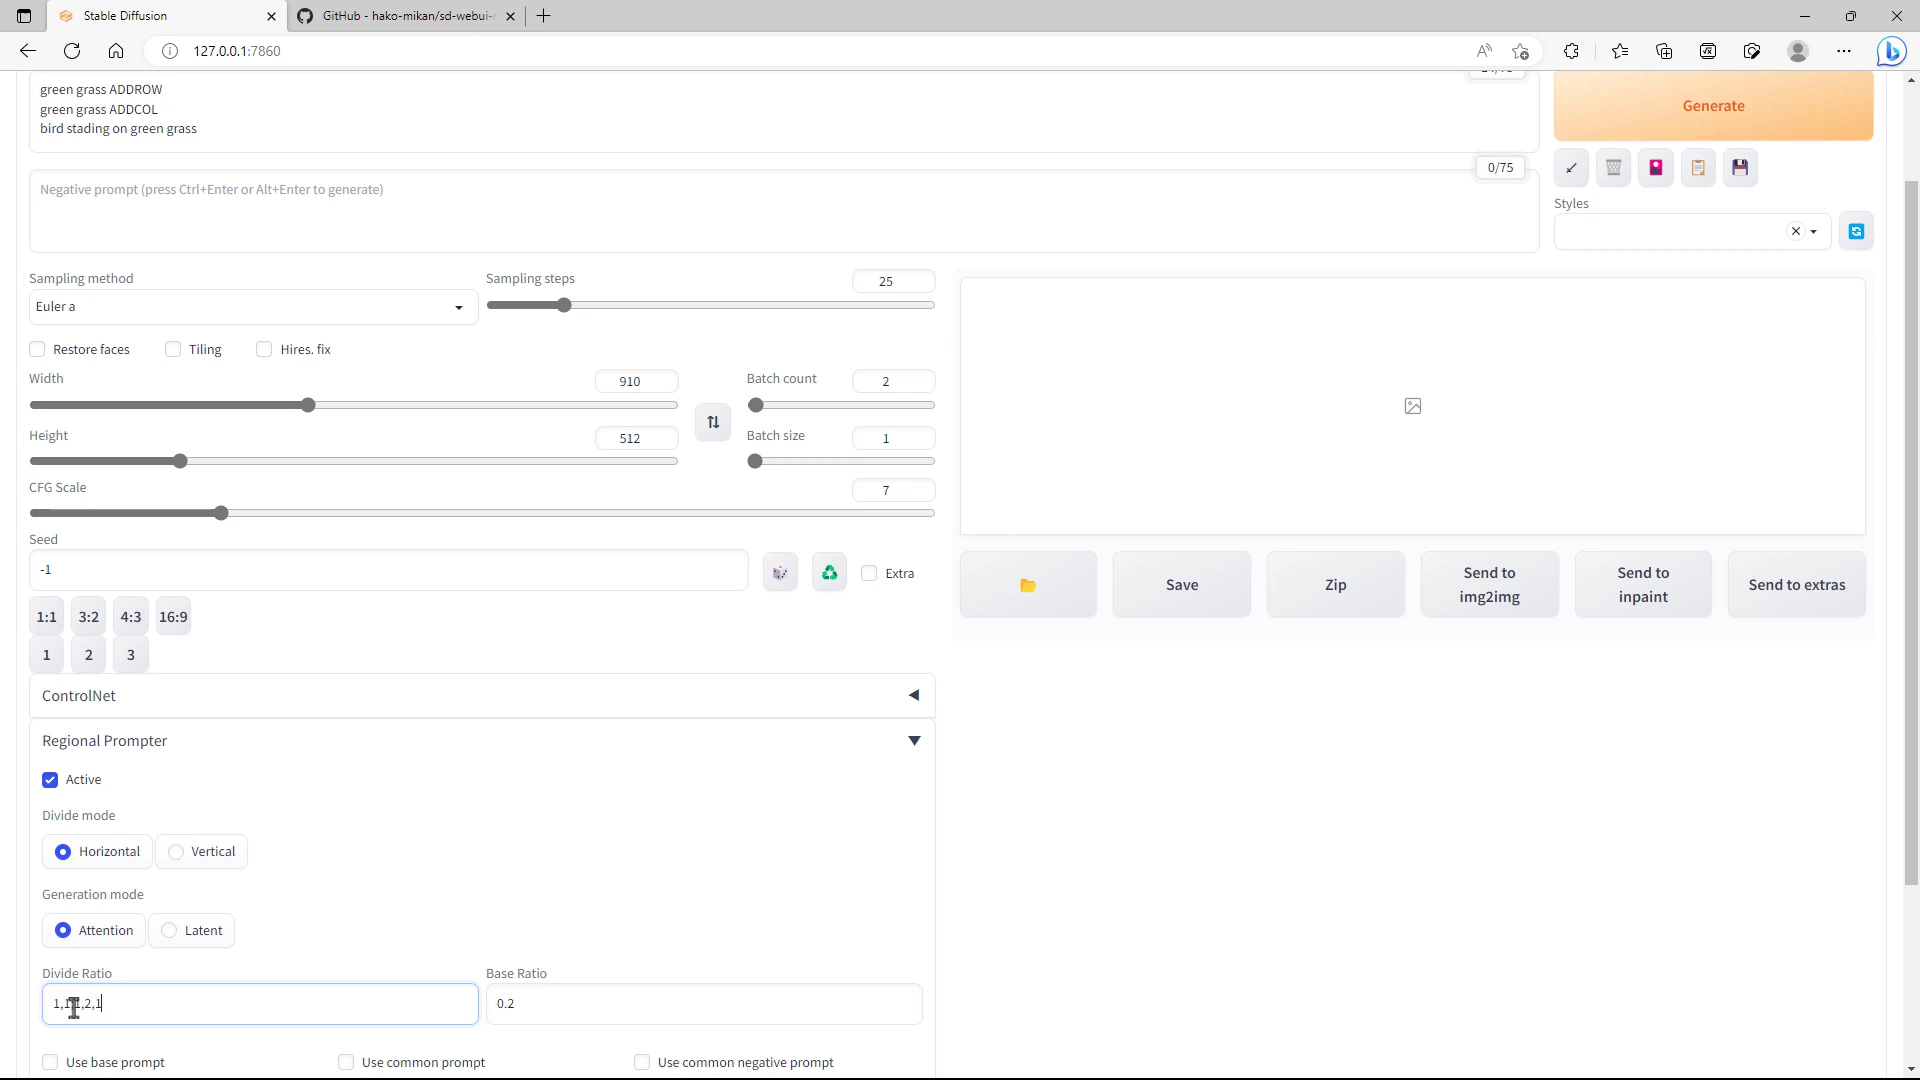 Stable Diffusion
GitHub - hako-mikan/sd-webui-r
127.0.0.1:7860
green grass ADDROW
green grass ADDCOL
bird stading on green grass
Generate
0/75
Negative prompt (press Ctrl+Enter or Alt+Enter to generate)
Styles
Sampling method
Sampling steps
25
Euler a
Restore faces
Tiling
Hires. fix
Width
910
Batch count
2
Height
512
Batch size
1
CFG Scale
7
Seed
-1
Extra
Save
Zip
Send to
img2img
Send to
inpaint
Send to extras
1:1
3:2
4:3
16:9
1
2
3
ControlNet
Regional Prompter
Active
Divide mode
Horizontal
Vertical
Generation mode
Attention
Latent
Divide Ratio
Base Ratio
0.2
Use base prompt
Use common prompt
Use common negative prompt